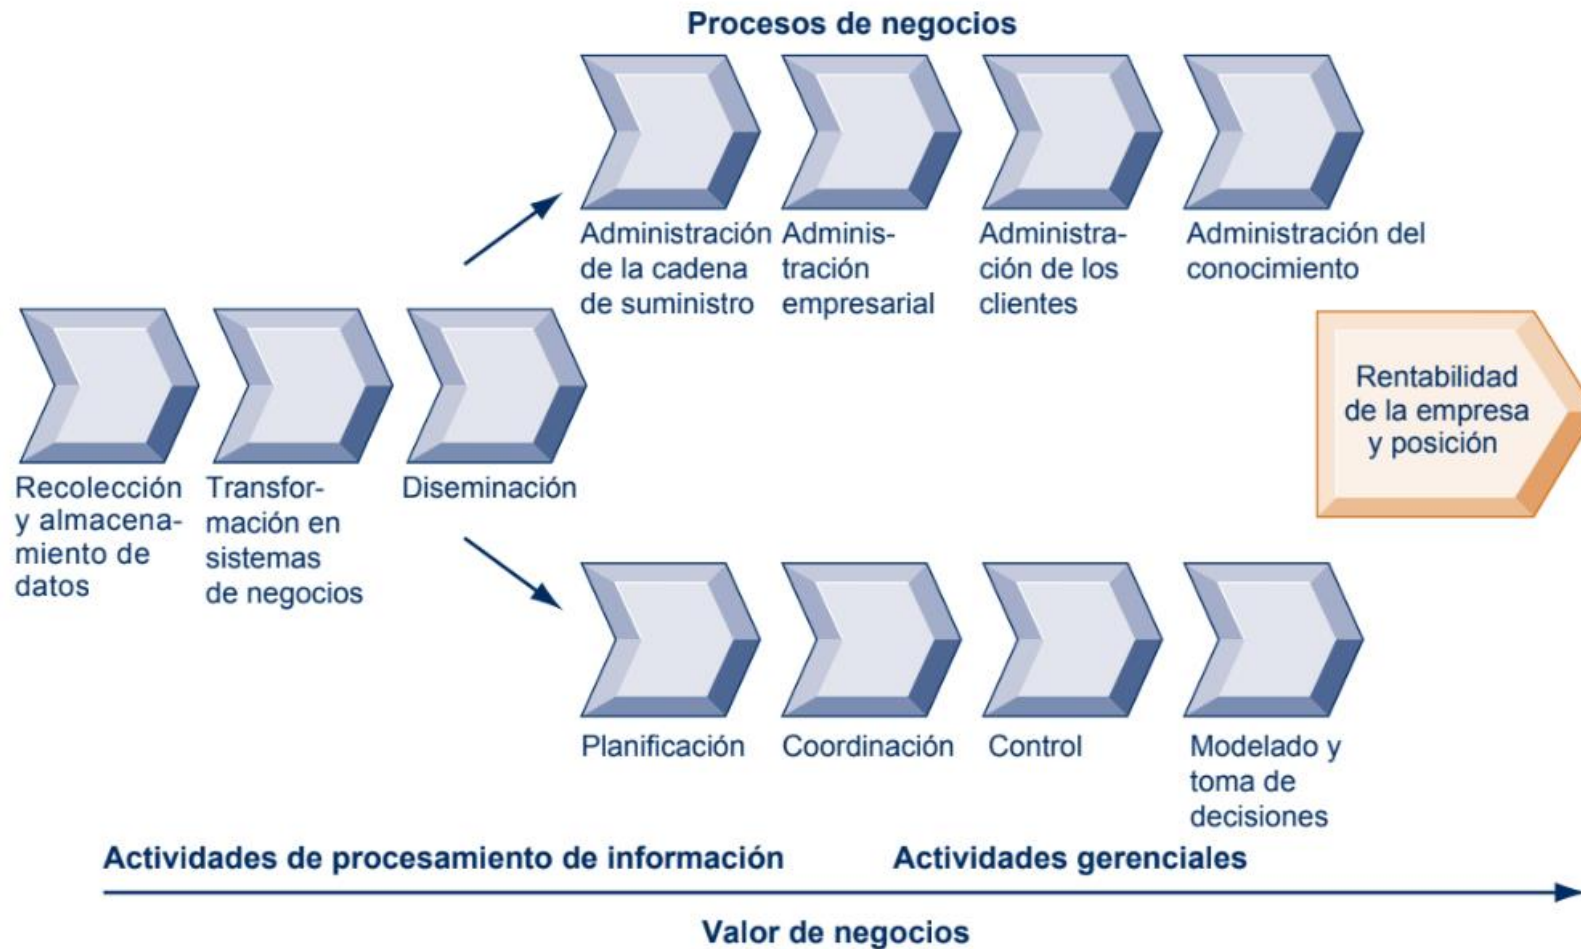 Procesos de negocios
Administración
de la cadena
de suministro
Adminis-
tración
empresarial
Administra-
ción de los
clientes
Administración del
conocimiento
Recolección
y almacena-
miento de
datos
Transfor-
mación en
sistemas
de negocios
Diseminación
Rentabilidad
de la empresa
y posición
Planificación
Coordinación
Control
Modelado y
toma de
decisiones
Actividades de procesamiento de información
Actividades gerenciales
Valor de negocios